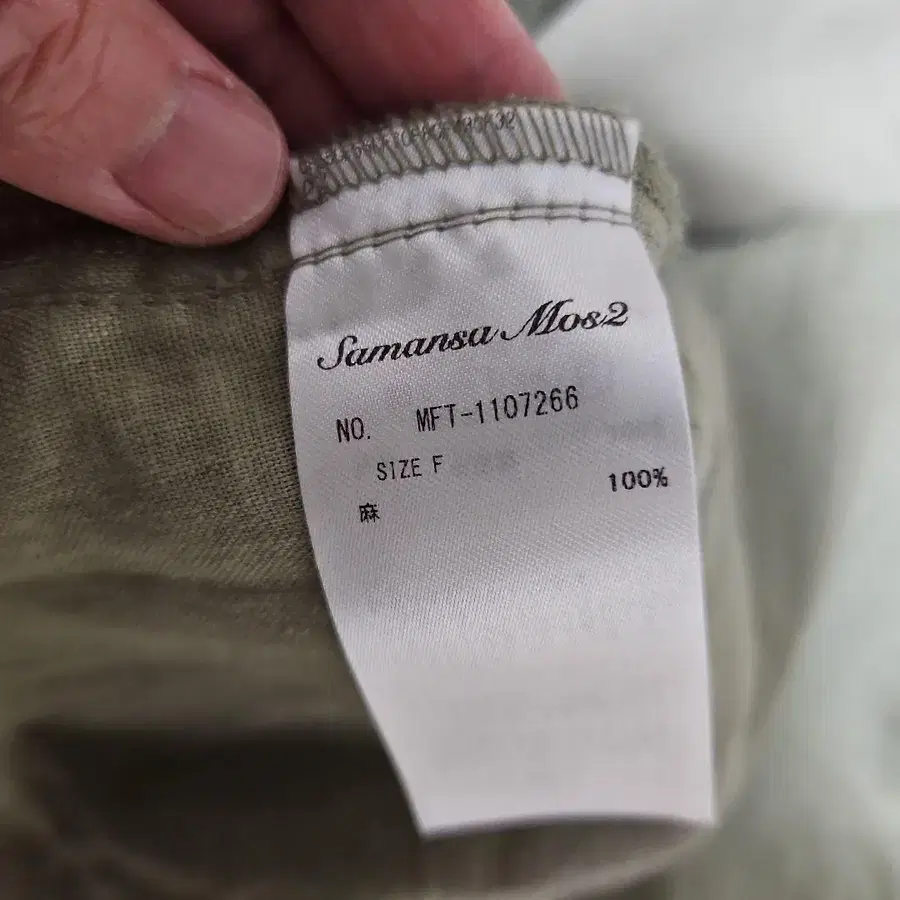 Samansa Mos2
NO. MFT-1107266
SIZE F
麻 100%